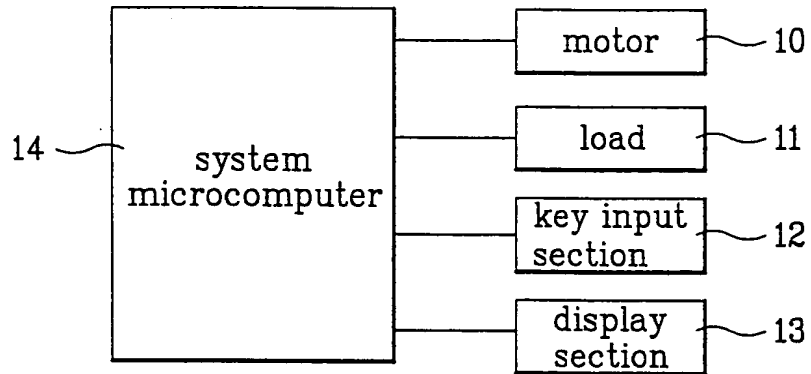 motor
10
load
11
14
system
microcomputer
key input
section
12
display
section
13